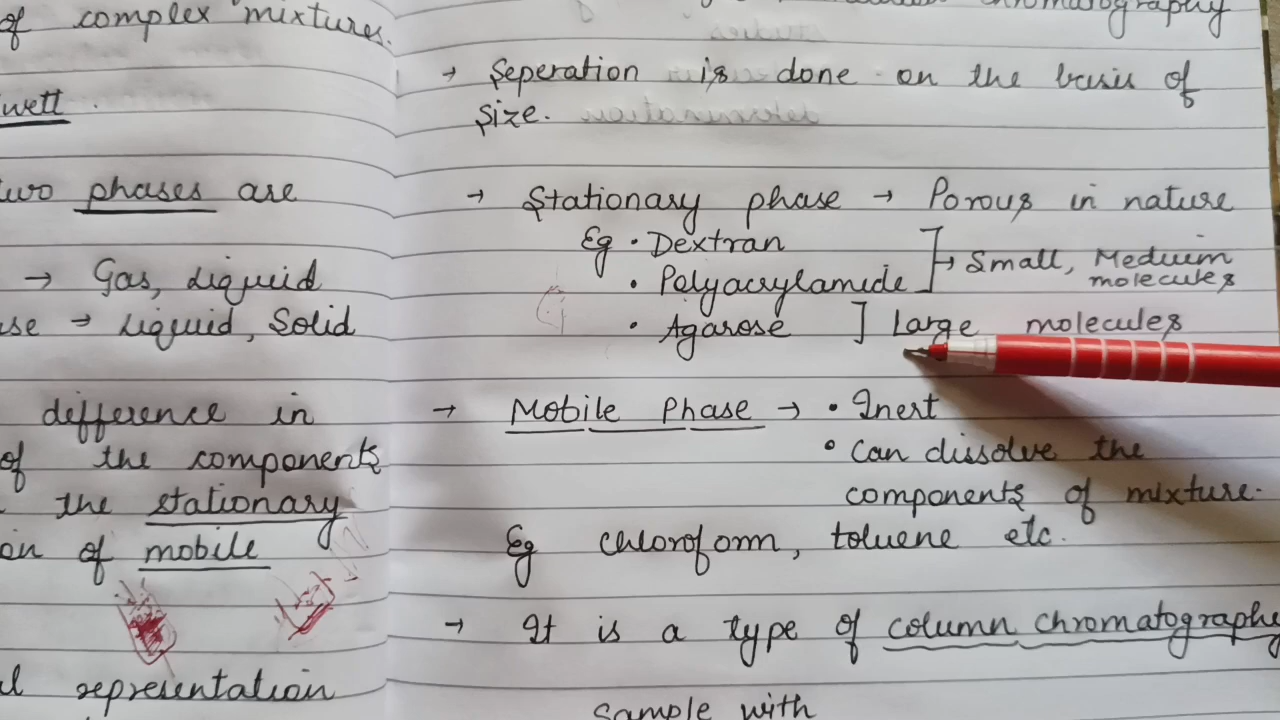 of complex mixtures.
wett.
two phases are
→ Gas, Liquid
use → Liquid, Solid
difference in
of the components
the stationary
on of mobile
l representation
chromatography
→ Seperation is done on the basis of
size.
→ Stationary phase → Porous in nature
Eg • Dextran
• Polyacrylamide ] → Small, Medium molecules
• Agarose ] Large molecules
→ Mobile Phase → • Inert
• Can dissolve the
components of mixture.
Eg chloroform, toluene etc.
→ It is a type of column chromatography
sample with